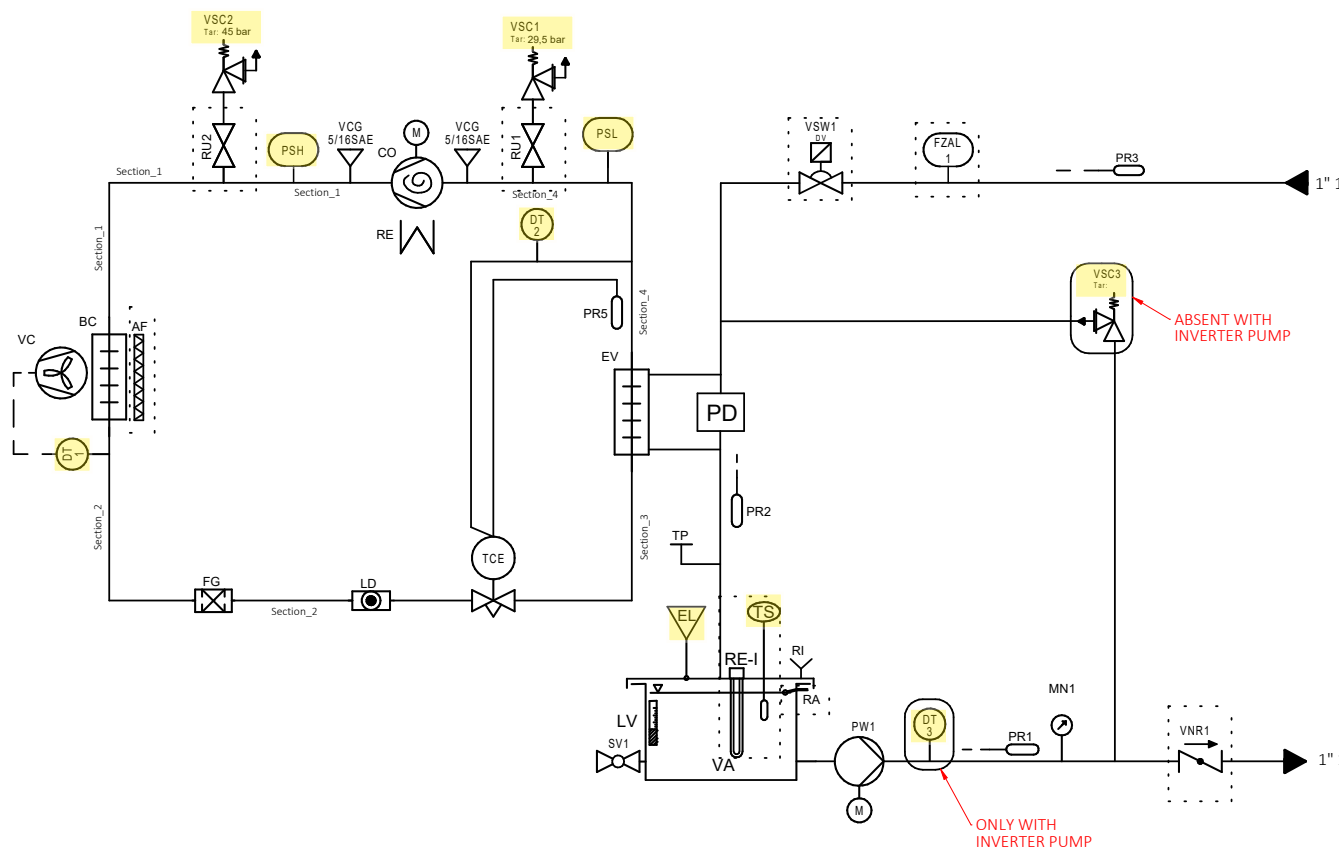 VSC2
Tar: 45 bar
VSC1
Tar: 29,5 bar
RU2
PSH
VCG
5/16SAE
CO
M
VCG
5/16SAE
RU1
PSL
VSW1
DV
FZAL
1
PR3
1" 1
Section_1
Section_1
Section_4
RE
DT
2
Section_1
Section_4
PR5
VSC3
Tar:
ABSENT WITH
INVERTER PUMP
VC
BC
AF
EV
PD
DT
1
PR2
Section_2
Section_3
TP
TCE
FG
LD
Section_2
EL
TS
RE-I
RI
RA
LV
SV1
VA
PW1
M
DT
3
PR1
MN1
VNR1
1"
ONLY WITH
INVERTER PUMP